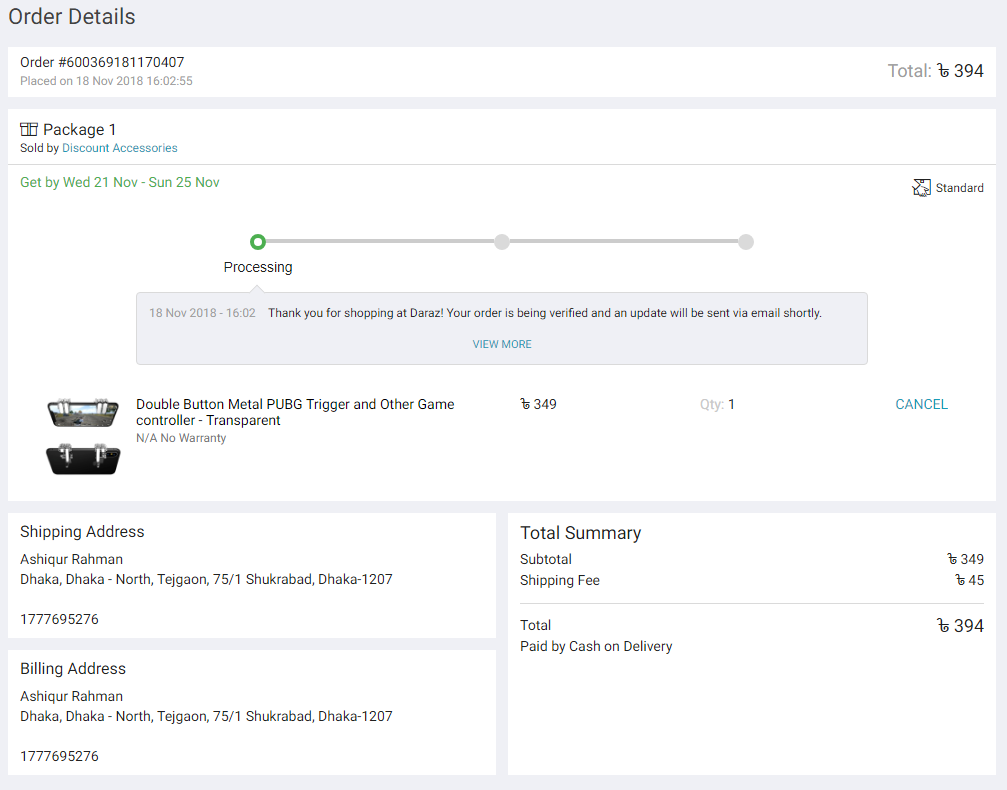 Order Details
Order #600369181170407
Placed on 18 Nov 2018 16:02:55
Total: ৳ 394
Package 1
Sold by Discount Accessories
Get by Wed 21 Nov - Sun 25 Nov
Standard
Processing
18 Nov 2018 - 16:02 Thank you for shopping at Daraz! Your order is being verified and an update will be sent via email shortly.
VIEW MORE
Double Button Metal PUBG Trigger and Other Game
controller - Transparent
N/A No Warranty
৳ 349
Qty: 1
CANCEL
Shipping Address
Ashiqur Rahman
Dhaka, Dhaka - North, Tejgaon, 75/1 Shukrabad, Dhaka-1207
1777695276
Billing Address
Ashiqur Rahman
Dhaka, Dhaka - North, Tejgaon, 75/1 Shukrabad, Dhaka-1207
1777695276
Total Summary
Subtotal ৳ 349
Shipping Fee ৳ 45
Total ৳ 394
Paid by Cash on Delivery